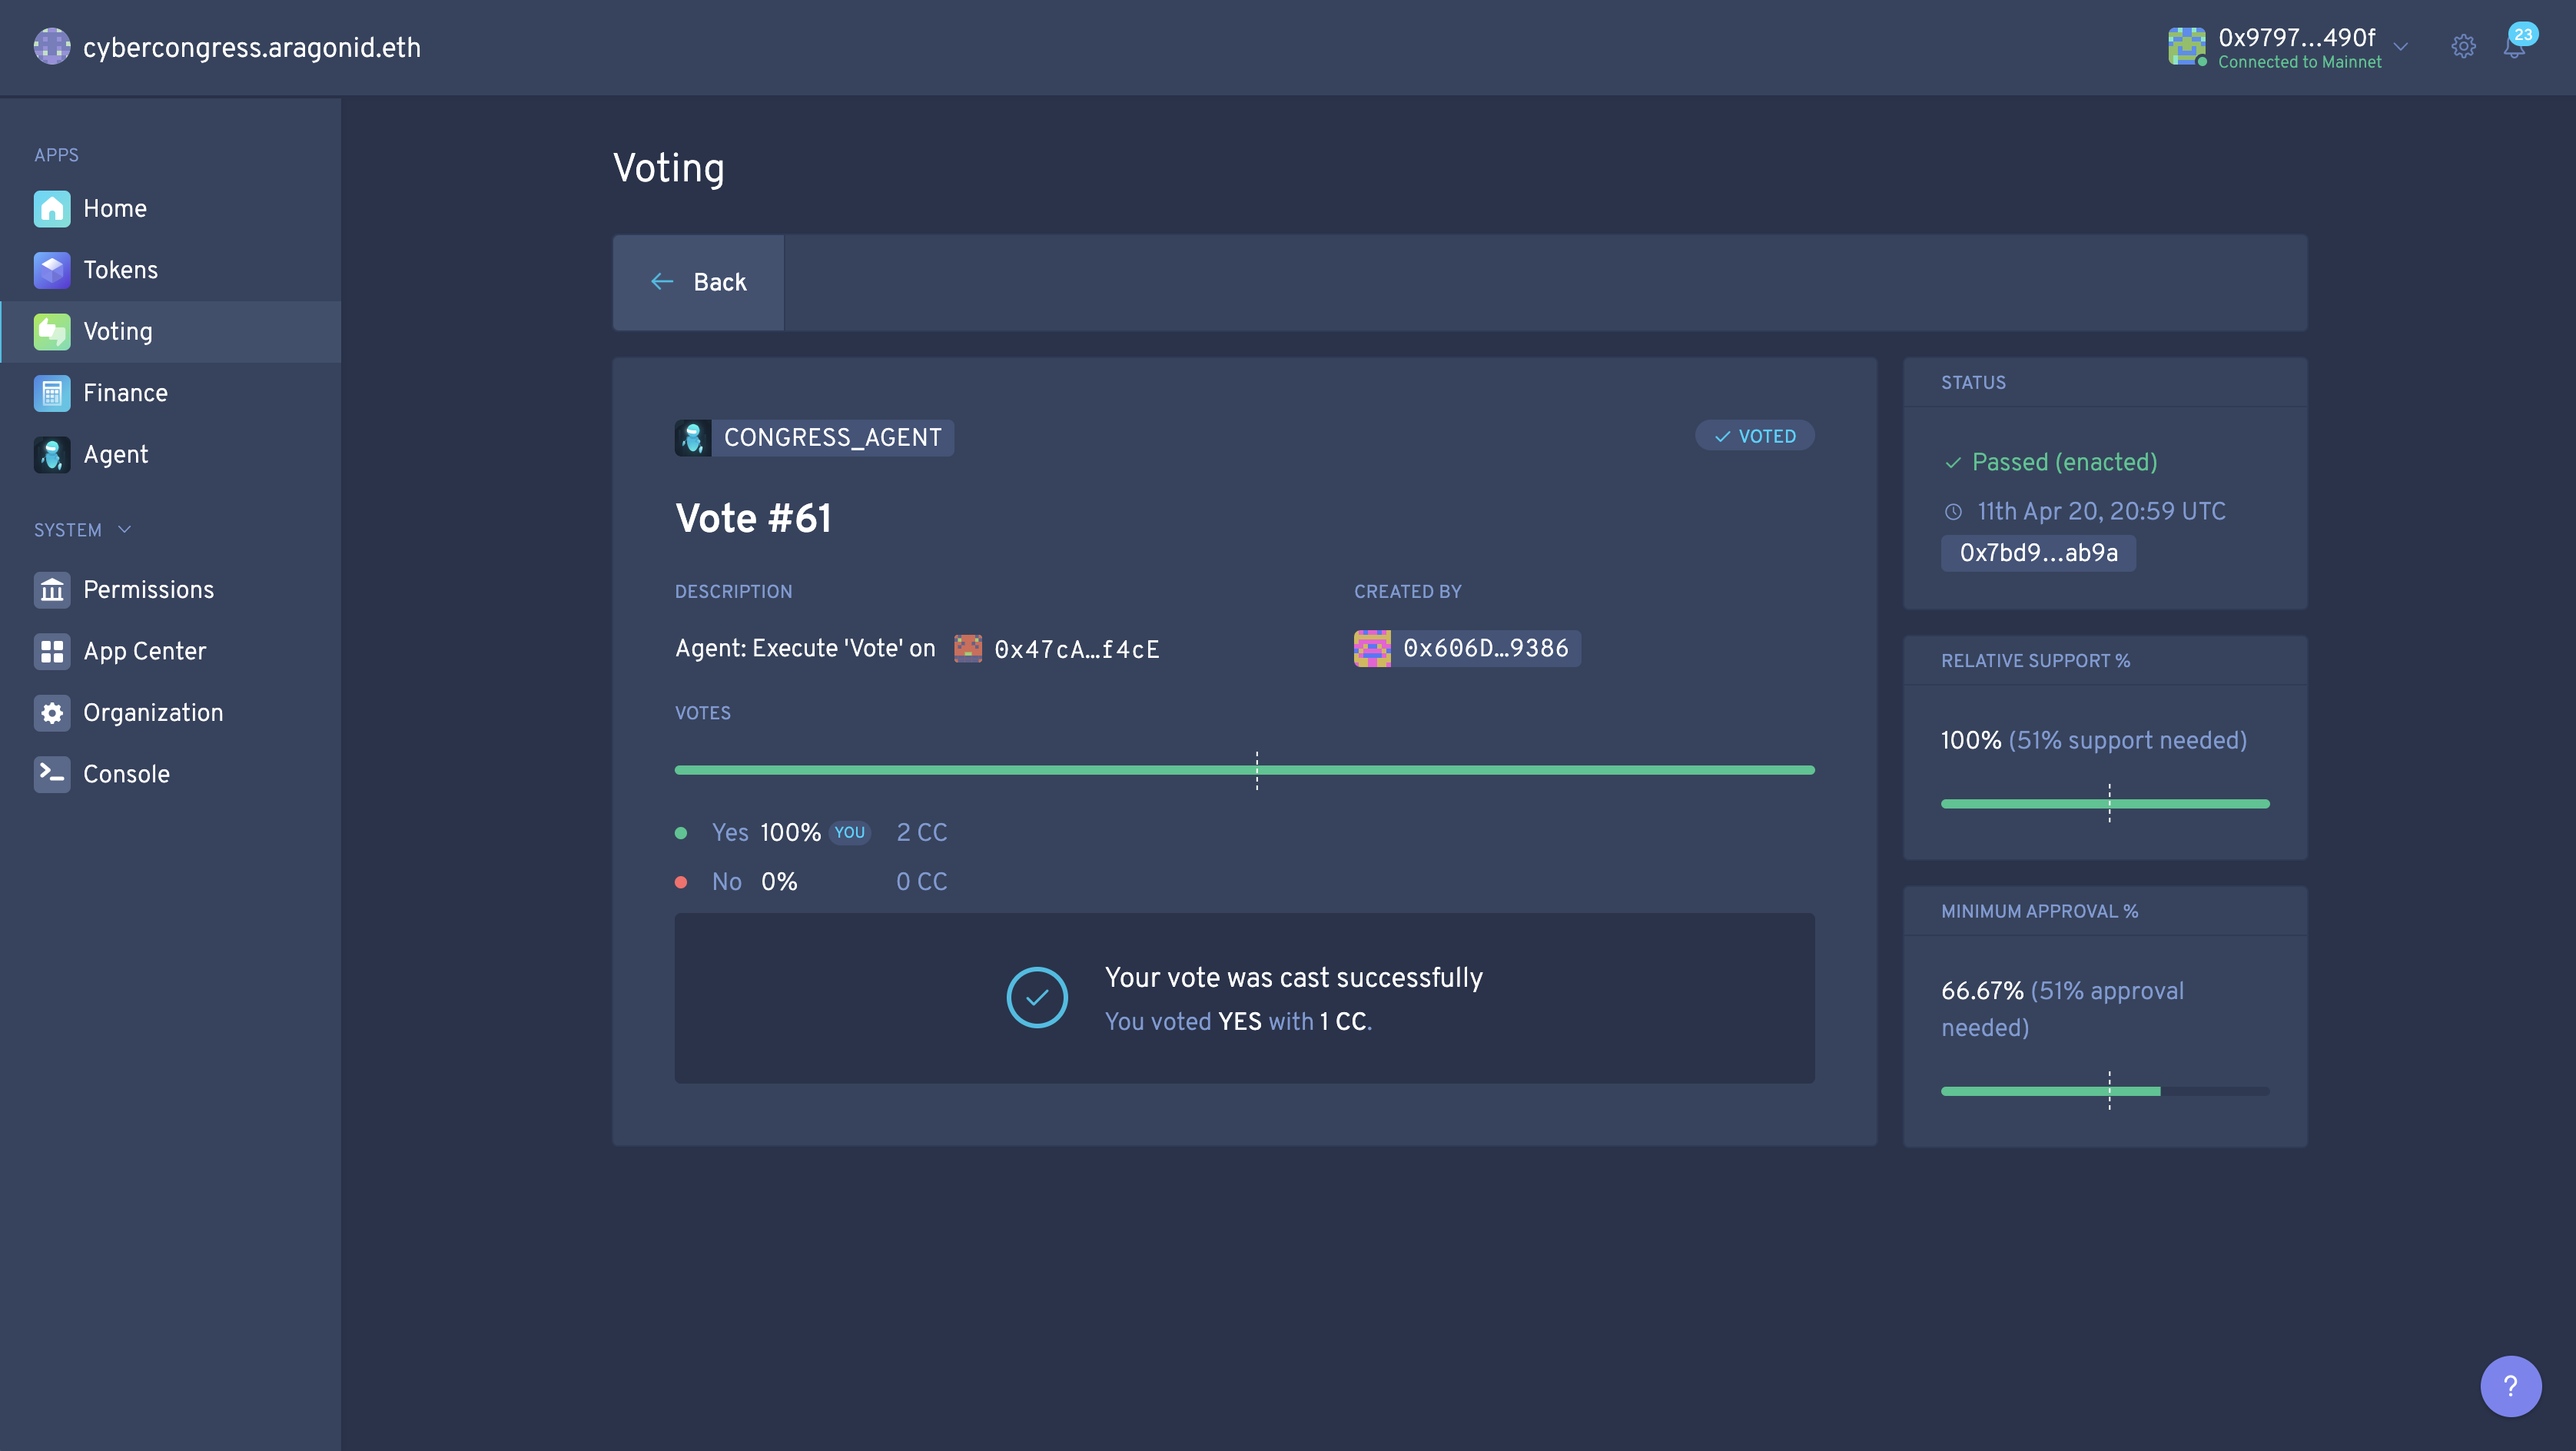 cybercongress.aragonid.eth
0x9797…490f
Connected to Mainnet
23
APPS
Home
Tokens
Voting
Finance
Agent
SYSTEM
Permissions
App Center
Organization
Console
Voting
Back
CONGRESS_AGENT
VOTED
Vote #61
DESCRIPTION
Agent: Execute 'Vote' on 0x47cA…f4cE
CREATED BY
0x606D…9386
VOTES
Yes 100% YOU 2 CC
No 0% 0 CC
Your vote was cast successfully
You voted YES with 1 CC.
STATUS
Passed (enacted)
11th Apr 20, 20:59 UTC
0x7bd9…ab9a
RELATIVE SUPPORT %
100% (51% support needed)
MINIMUM APPROVAL %
66.67% (51% approval
needed)
?